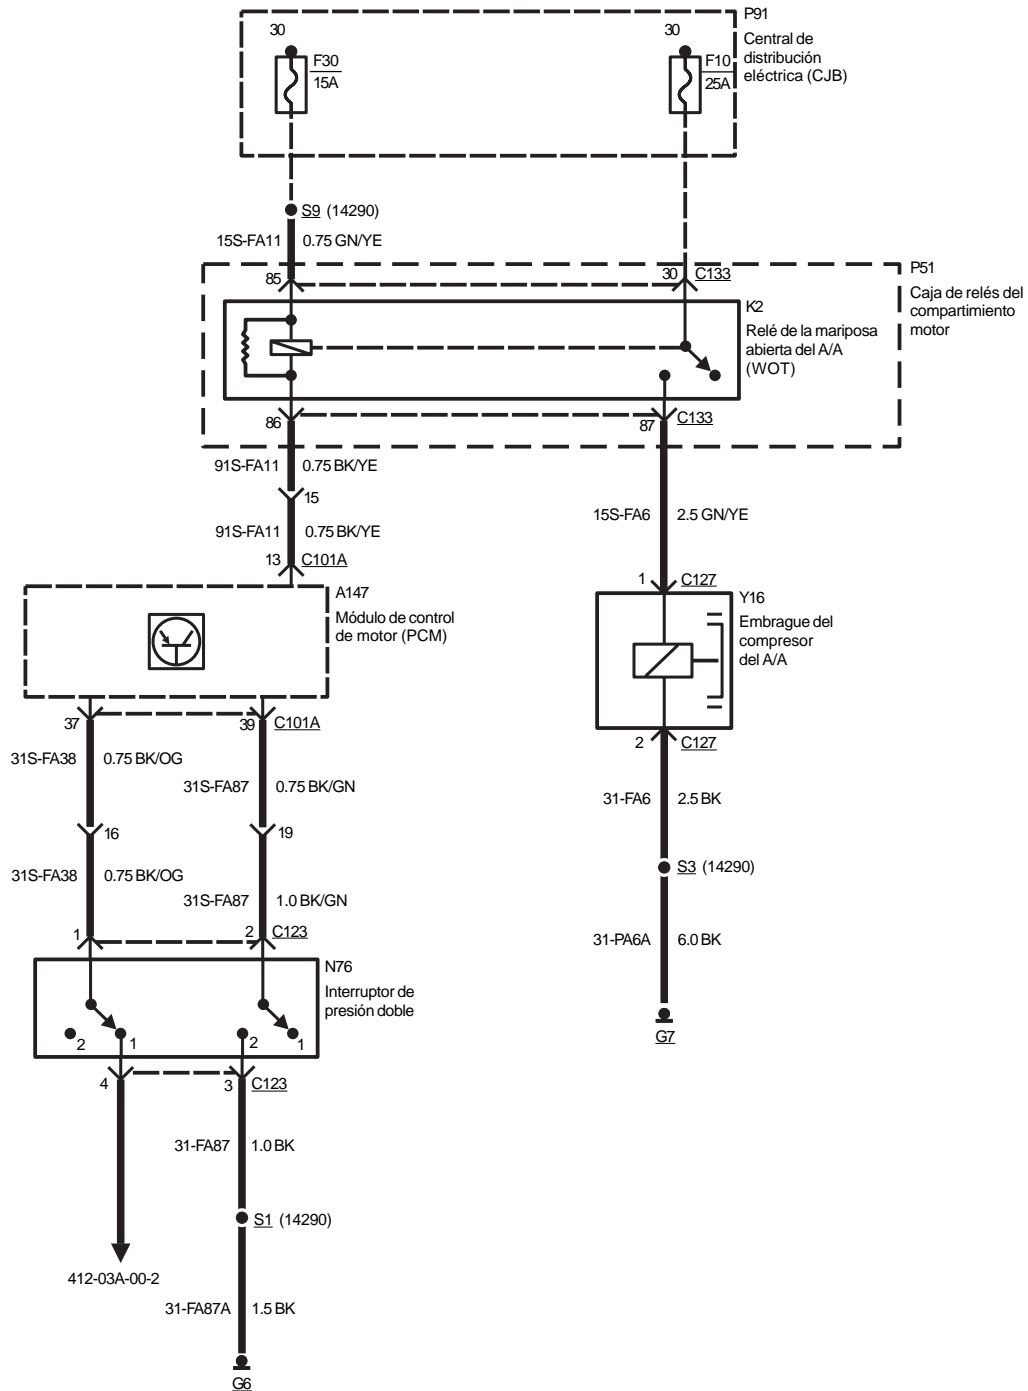 P91
30
30
Central de
distribución
eléctrica (CJB)
F30
15A
F10
25A
S9 (14290)
15S-FA11 0.75 GN/YE
P51
Caja de relés del
compartimiento
motor
85
30
C133
K2
Relé de la mariposa
abierta del A/A
(WOT)
86
87
C133
91S-FA11 0.75 BK/YE
15
15S-FA6 2.5 GN/YE
91S-FA11 0.75 BK/YE
13 C101A
1 C127
A147
Módulo de control
de motor (PCM)
Y16
Embrague del
compresor
del A/A
37
39 C101A
2 C127
31S-FA38 0.75 BK/OG
31S-FA87 0.75 BK/GN
31-FA6 2.5 BK
16
19
S3 (14290)
31S-FA38 0.75 BK/OG
31S-FA87 1.0 BK/GN
1
2 C123
31-PA6A 6.0 BK
N76
Interruptor de
presión doble
G7
2
1
2
1
4
3 C123
31-FA87 1.0 BK
S1 (14290)
412-03A-00-2
31-FA87A 1.5 BK
G6